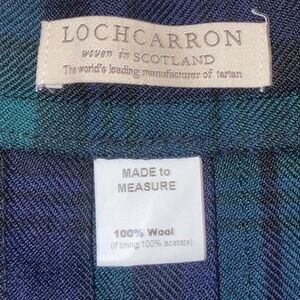 LOCHCARRON
woven in SCOTLAND
The world's leading manufacturer of tartan
MADE to
MEASURE
100% Wool
(if lining:100% acetate)